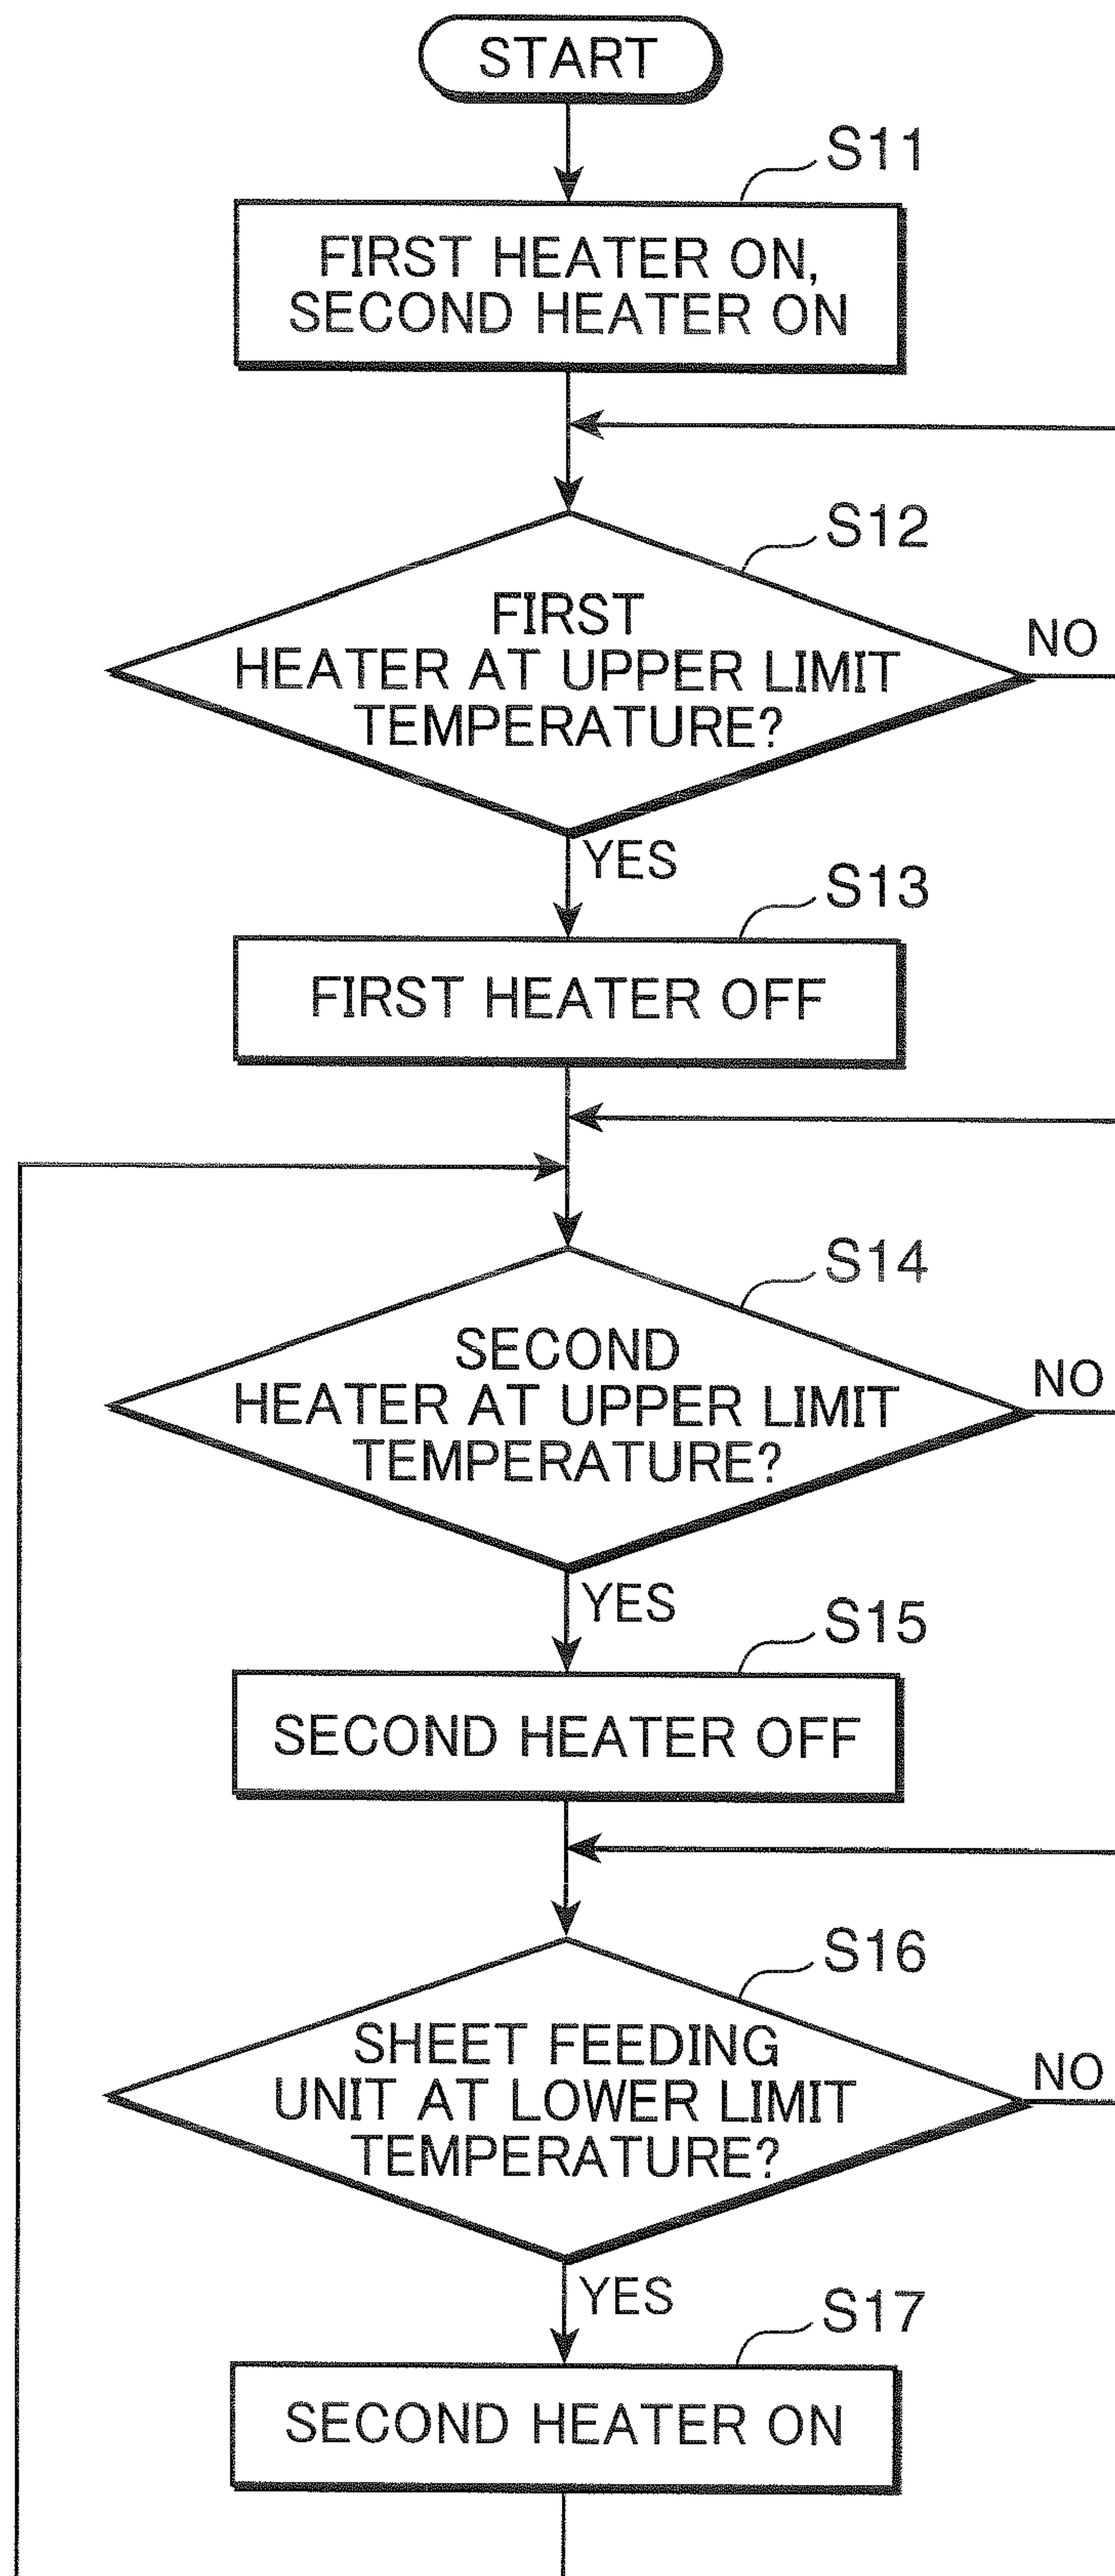 START
S11
FIRST HEATER ON,
SECOND HEATER ON
S12
FIRST
HEATER AT UPPER LIMIT
TEMPERATURE?
NO
YES
S13
FIRST HEATER OFF
S14
SECOND
HEATER AT UPPER LIMIT
TEMPERATURE?
NO
YES
S15
SECOND HEATER OFF
S16
SHEET FEEDING
UNIT AT LOWER LIMIT
TEMPERATURE?
NO
YES
S17
SECOND HEATER ON